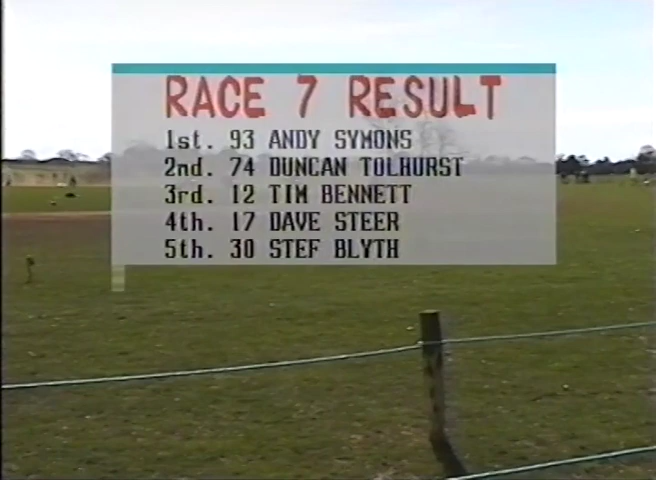 RACE 7 RESULT
1st. 93 ANDY SYMONS
2nd. 74 DUNCAN TOLHURST
3rd. 12 TIM BENNETT
4th. 17 DAVE STEER
5th. 30 STEF BLYTH